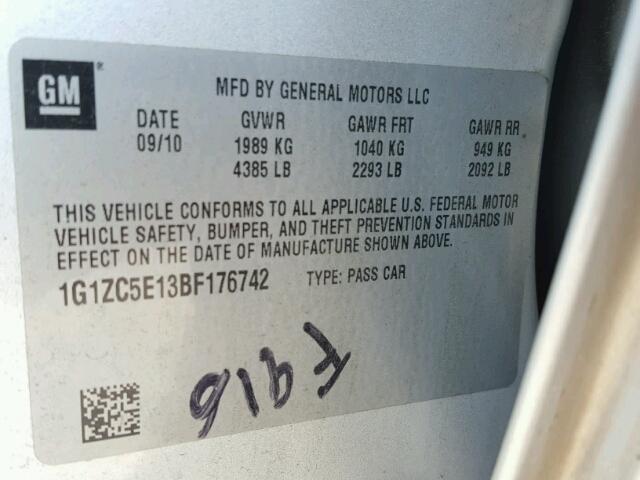 GM®
MFD BY GENERAL MOTORS LLC
DATE GVWR GAWR FRT GAWR RR
09/10 1989 KG 1040 KG 949 KG
4385 LB 2293 LB 2092 LB
THIS VEHICLE CONFORMS TO ALL APPLICABLE U.S. FEDERAL MOTOR
VEHICLE SAFETY, BUMPER, AND THEFT PREVENTION STANDARDS IN
EFFECT ON THE DATE OF MANUFACTURE SHOWN ABOVE.
1G1ZC5E13BF176742 TYPE: PASS CAR